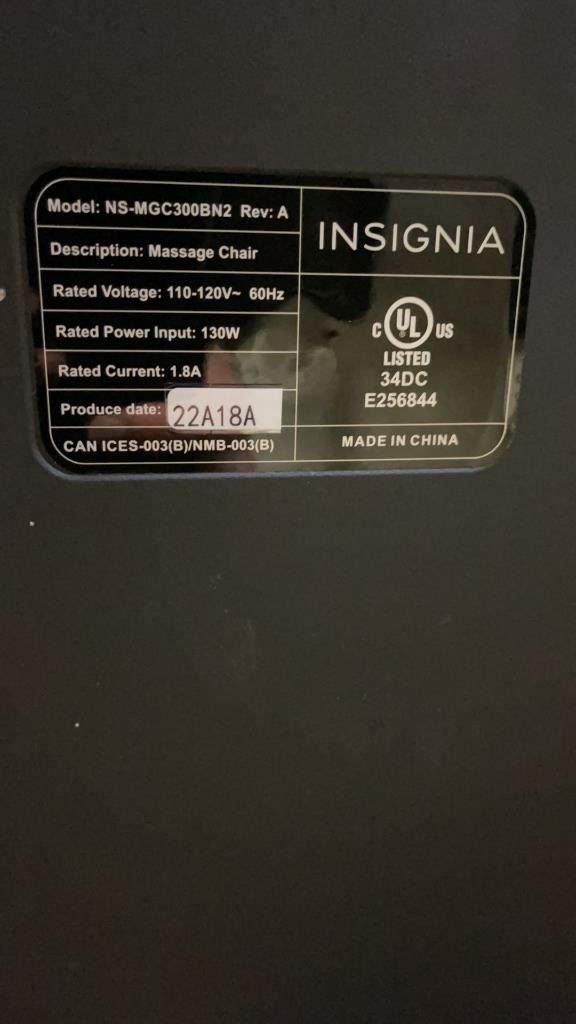 Model: NS-MGC300BN2 Rev: A
Description: Massage Chair
Rated Voltage: 110-120V~ 60Hz
Rated Power Input: 130W
Rated Current: 1.8A
Produce date: 22A18A
CAN ICES-003(B)/NMB-003(B)
INSIGNIA
C UL US
LISTED
34DC
E256844
MADE IN CHINA